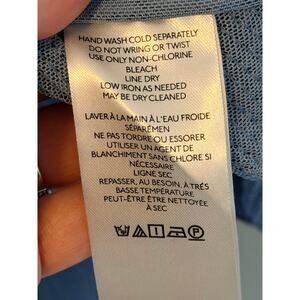 HAND WASH COLD SEPARATELY
DO NOT WRING OR TWIST
USE ONLY NON-CHLORINE
BLEACH
LINE DRY
LOW IRON AS NEEDED
MAY BE DRY CLEANED
LAVER À LA MAIN À L'EAU FROIDE
SÉPARÉMEN
NE PAS TORDRE OU ESSORER
UTILISER UN AGENT DE
BLANCHIMENT SANS CHLORE SI
NÉCESSAIRE
LIGNE SEC
REPASSER, AU BESOIN, À TRÈS
BASSE TEMPÉRATURE
PEUT-ÊTRE ÊTRE NETTOYÉE
À SEC
P